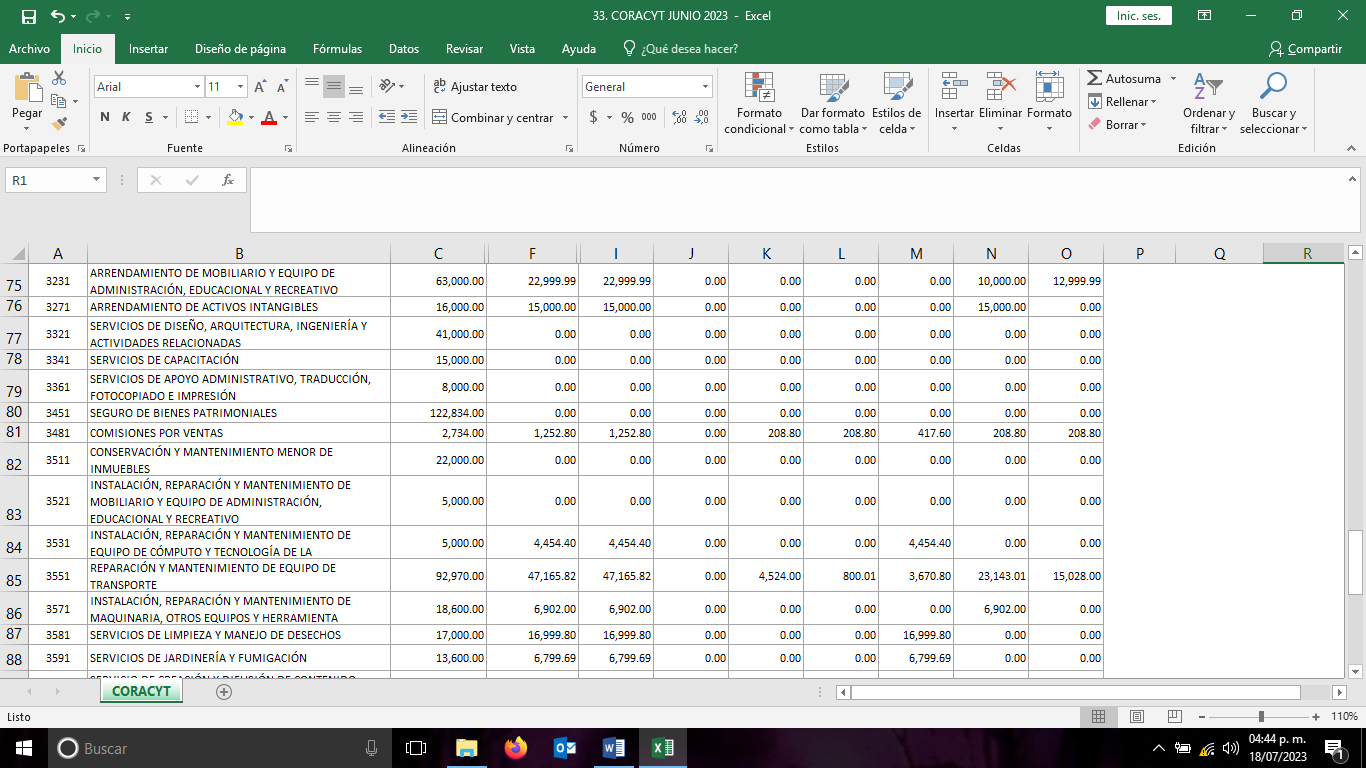 33. CORACYT JUNIO 2023 - Excel
Inic. ses.
Archivo Inicio Insertar Diseño de página Fórmulas Datos Revisar Vista Ayuda ¿Qué desea hacer? Compartir
Pegar
Arial 11
N K S
Ajustar texto
Combinar y centrar
General
$ % 000
Formato condicional
Dar formato como tabla
Estilos de celda
Insertar Eliminar Formato
Autosuma
Rellenar
Borrar
Ordenar y filtrar
Buscar y seleccionar
Portapapeles Fuente Alineación Número Estilos Celdas Edición
R1 fx
A B C F I J K L M N O P Q R
75 3231 ARRENDAMIENTO DE MOBILIARIO Y EQUIPO DE
ADMINISTRACIÓN, EDUCACIONAL Y RECREATIVO 63,000.00 22,999.99 22,999.99 0.00 0.00 0.00 0.00 10,000.00 12,999.99
76 3271 ARRENDAMIENTO DE ACTIVOS INTANGIBLES 16,000.00 15,000.00 15,000.00 0.00 0.00 0.00 0.00 15,000.00 0.00
77 3321 SERVICIOS DE DISEÑO, ARQUITECTURA, INGENIERÍA Y
ACTIVIDADES RELACIONADAS 41,000.00 0.00 0.00 0.00 0.00 0.00 0.00 0.00 0.00
78 3341 SERVICIOS DE CAPACITACIÓN 15,000.00 0.00 0.00 0.00 0.00 0.00 0.00 0.00 0.00
79 3361 SERVICIOS DE APOYO ADMINISTRATIVO, TRADUCCIÓN,
FOTOCOPIADO E IMPRESIÓN 8,000.00 0.00 0.00 0.00 0.00 0.00 0.00 0.00 0.00
80 3451 SEGURO DE BIENES PATRIMONIALES 122,834.00 0.00 0.00 0.00 0.00 0.00 0.00 0.00 0.00
81 3481 COMISIONES POR VENTAS 2,734.00 1,252.80 1,252.80 0.00 208.80 208.80 417.60 208.80 208.80
82 3511 CONSERVACIÓN Y MANTENIMIENTO MENOR DE
INMUEBLES 22,000.00 0.00 0.00 0.00 0.00 0.00 0.00 0.00 0.00
83 3521 INSTALACIÓN, REPARACIÓN Y MANTENIMIENTO DE
MOBILIARIO Y EQUIPO DE ADMINISTRACIÓN,
EDUCACIONAL Y RECREATIVO 5,000.00 0.00 0.00 0.00 0.00 0.00 0.00 0.00 0.00
84 3531 INSTALACIÓN, REPARACIÓN Y MANTENIMIENTO DE
EQUIPO DE CÓMPUTO Y TECNOLOGÍA DE LA 5,000.00 4,454.40 4,454.40 0.00 0.00 0.00 4,454.40 0.00 0.00
85 3551 REPARACIÓN Y MANTENIMIENTO DE EQUIPO DE
TRANSPORTE 92,970.00 47,165.82 47,165.82 0.00 4,524.00 800.01 3,670.80 23,143.01 15,028.00
86 3571 INSTALACIÓN, REPARACIÓN Y MANTENIMIENTO DE
MAQUINARIA, OTROS EQUIPOS Y HERRAMIENTA 18,600.00 6,902.00 6,902.00 0.00 0.00 0.00 0.00 6,902.00 0.00
87 3581 SERVICIOS DE LIMPIEZA Y MANEJO DE DESECHOS 17,000.00 16,999.80 16,999.80 0.00 0.00 0.00 16,999.80 0.00 0.00
88 3591 SERVICIOS DE JARDINERÍA Y FUMIGACIÓN 13,600.00 6,799.69 6,799.69 0.00 0.00 0.00 6,799.69 0.00 0.00
SERVICIO DE CREACIÓN Y DIFUSIÓN DE CONTENIDO
CORACYT
Listo 110%
Buscar
04:44 p. m.
18/07/2023
1